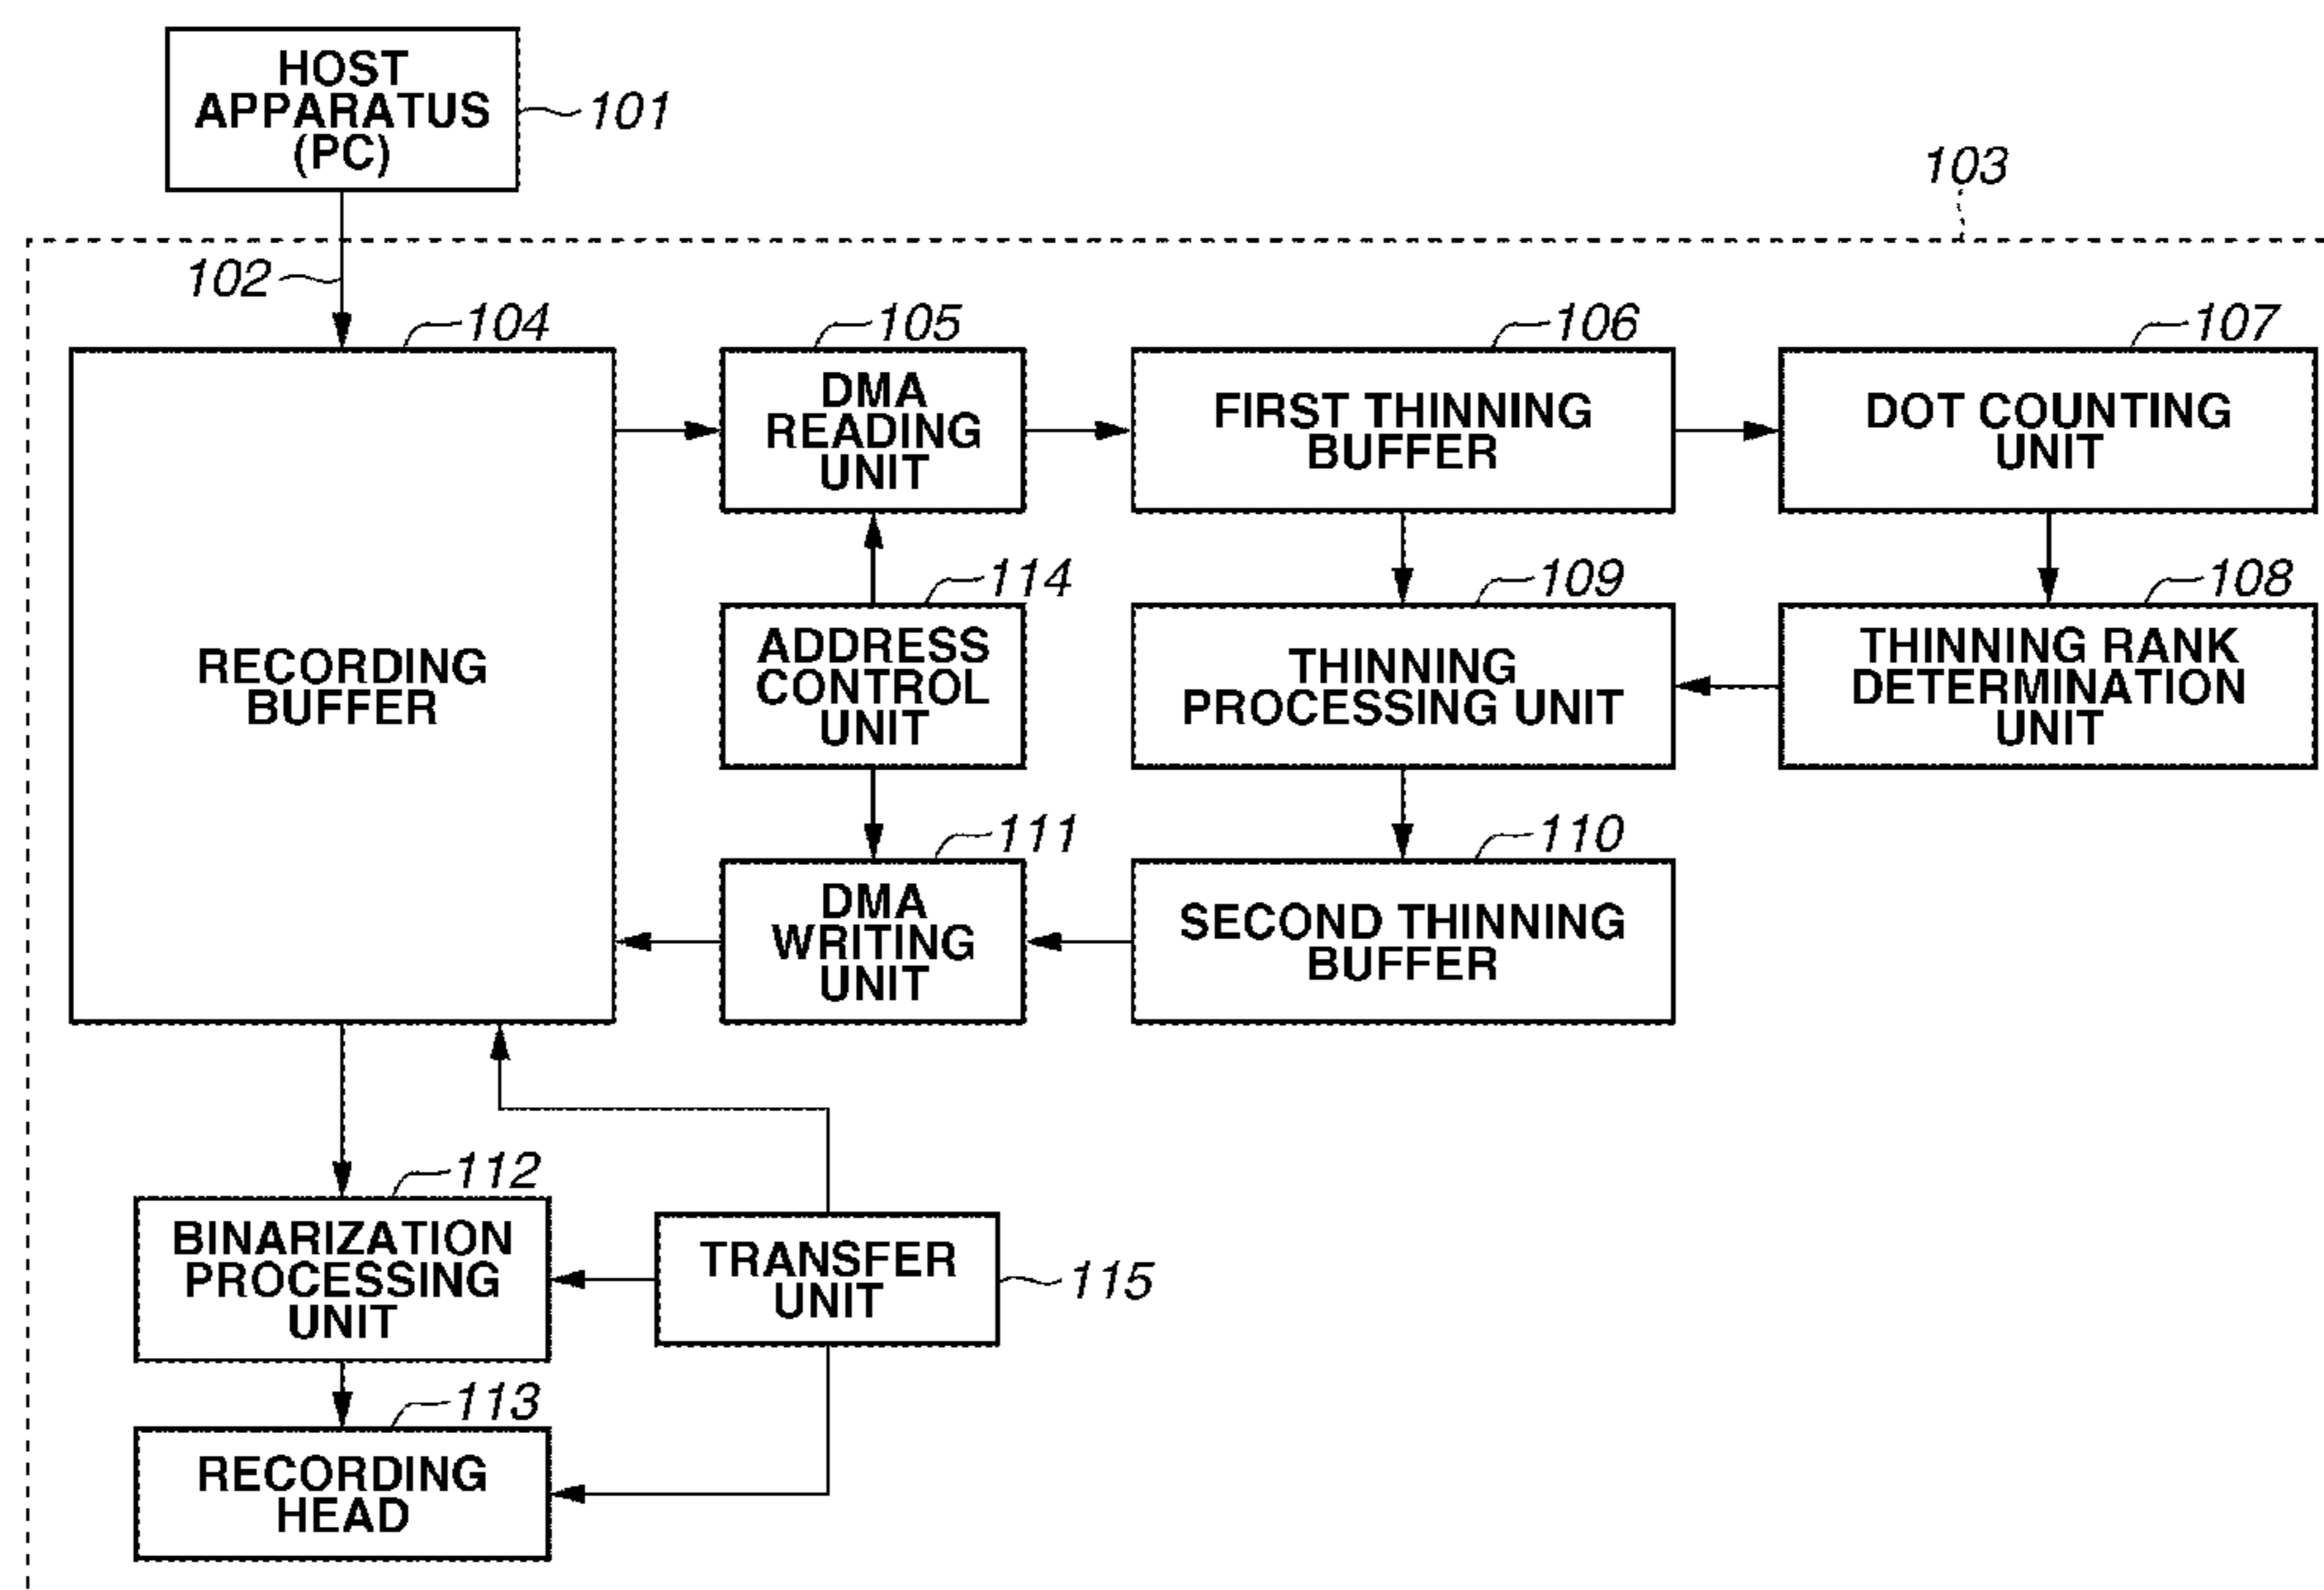 HOST
APPARATUS
(PC)
101
103
102
104
105
106
107
DMA
READING
UNIT
FIRST THINNING
BUFFER
DOT COUNTING
UNIT
114
109
108
RECORDING
BUFFER
ADDRESS
CONTROL
UNIT
THINNING
PROCESSING UNIT
THINNING RANK
DETERMINATION
UNIT
111
110
DMA
WRITING
UNIT
SECOND THINNING
BUFFER
112
BINARIZATION
PROCESSING
UNIT
TRANSFER
UNIT
115
113
RECORDING
HEAD